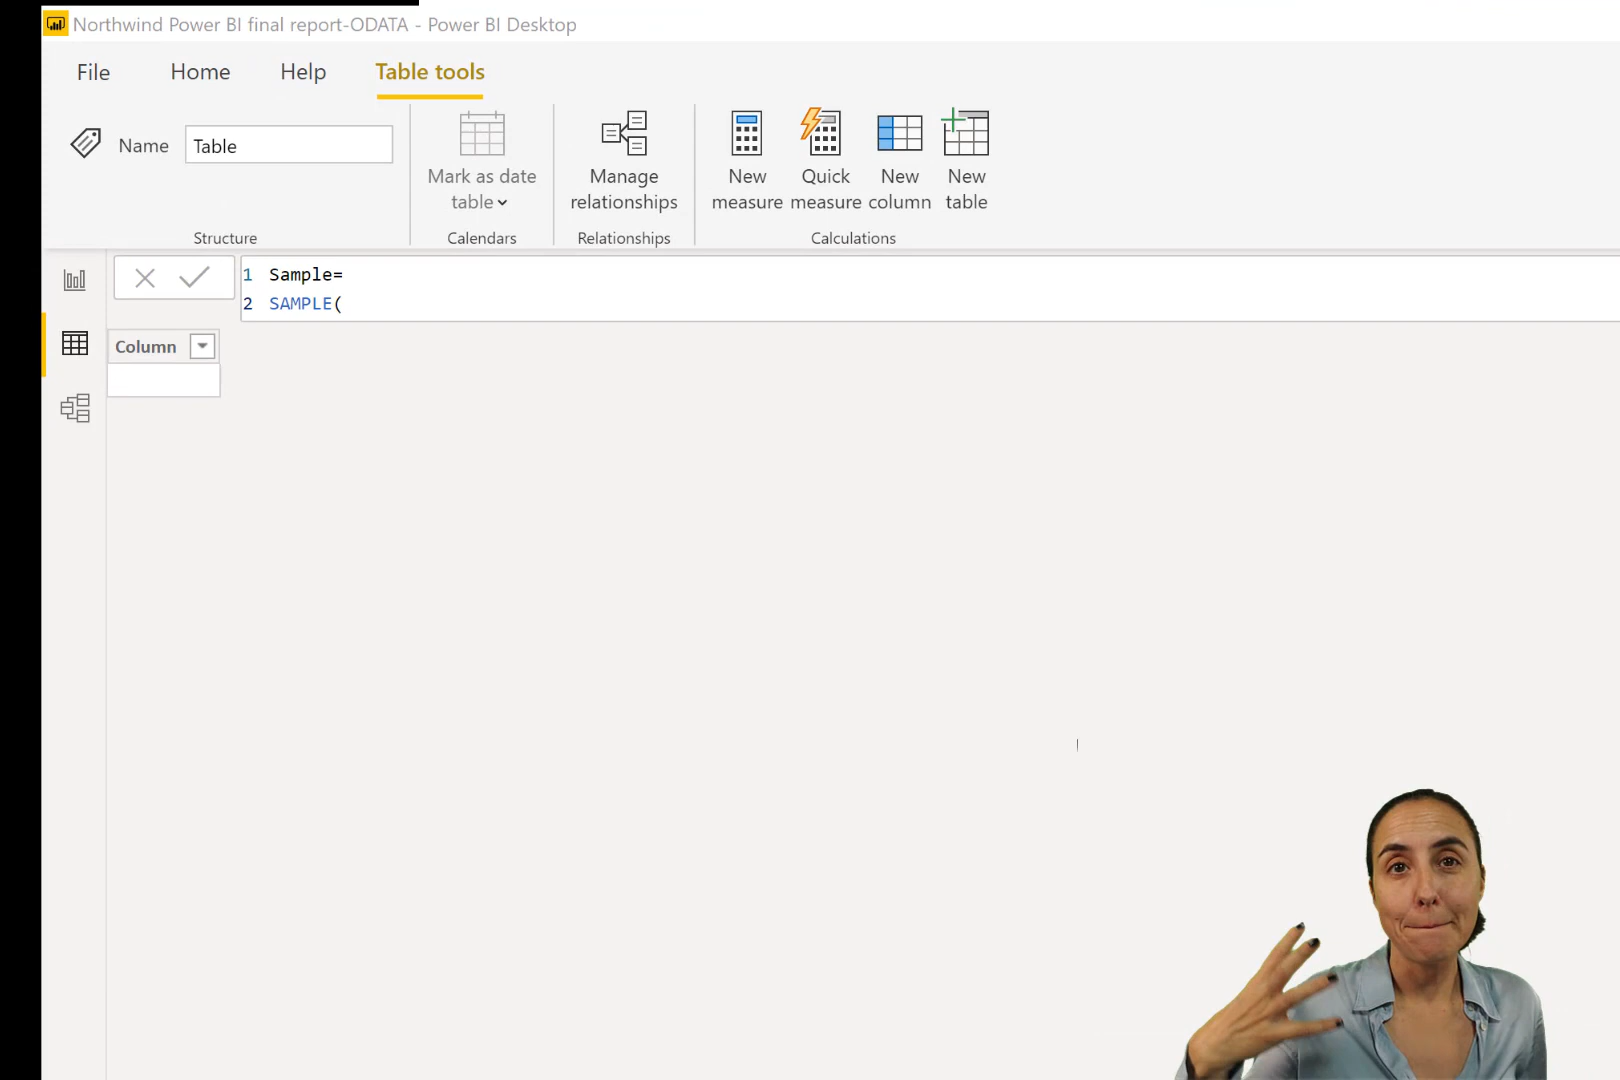 Northwind Power BI final report-ODATA - Power BI Desktop
File Home Help Table tools
Name Table
Mark as date table
Manage relationships
New measure
Quick measure
New column
New table
Structure Calendars Relationships Calculations
1 Sample=
2 SAMPLE(
Column